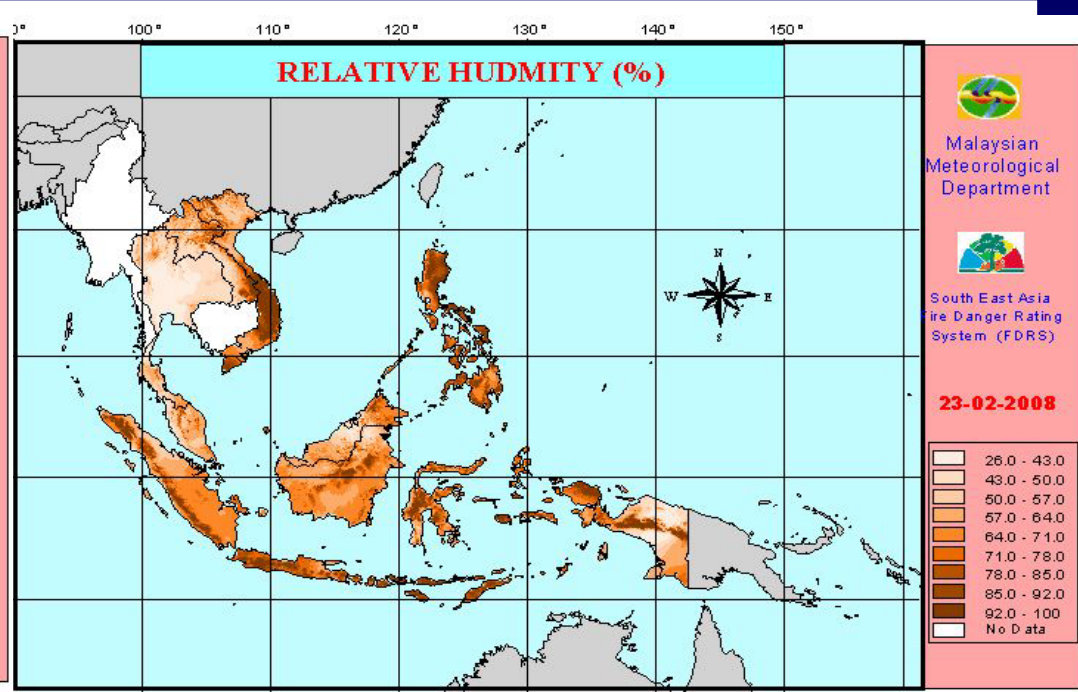 0°
100° 110° 120° 130° 140° 150°
RELATIVE HUDMITY (%)
N
W E
S
Malaysian
Meteorological
Department
South East Asia
ire Danger Rating
System (FDRS)
23-02-2008
26.0 - 43.0
43.0 - 50.0
50.0 - 57.0
57.0 - 64.0
64.0 - 71.0
71.0 - 78.0
78.0 - 85.0
85.0 - 92.0
92.0 - 100
No Data